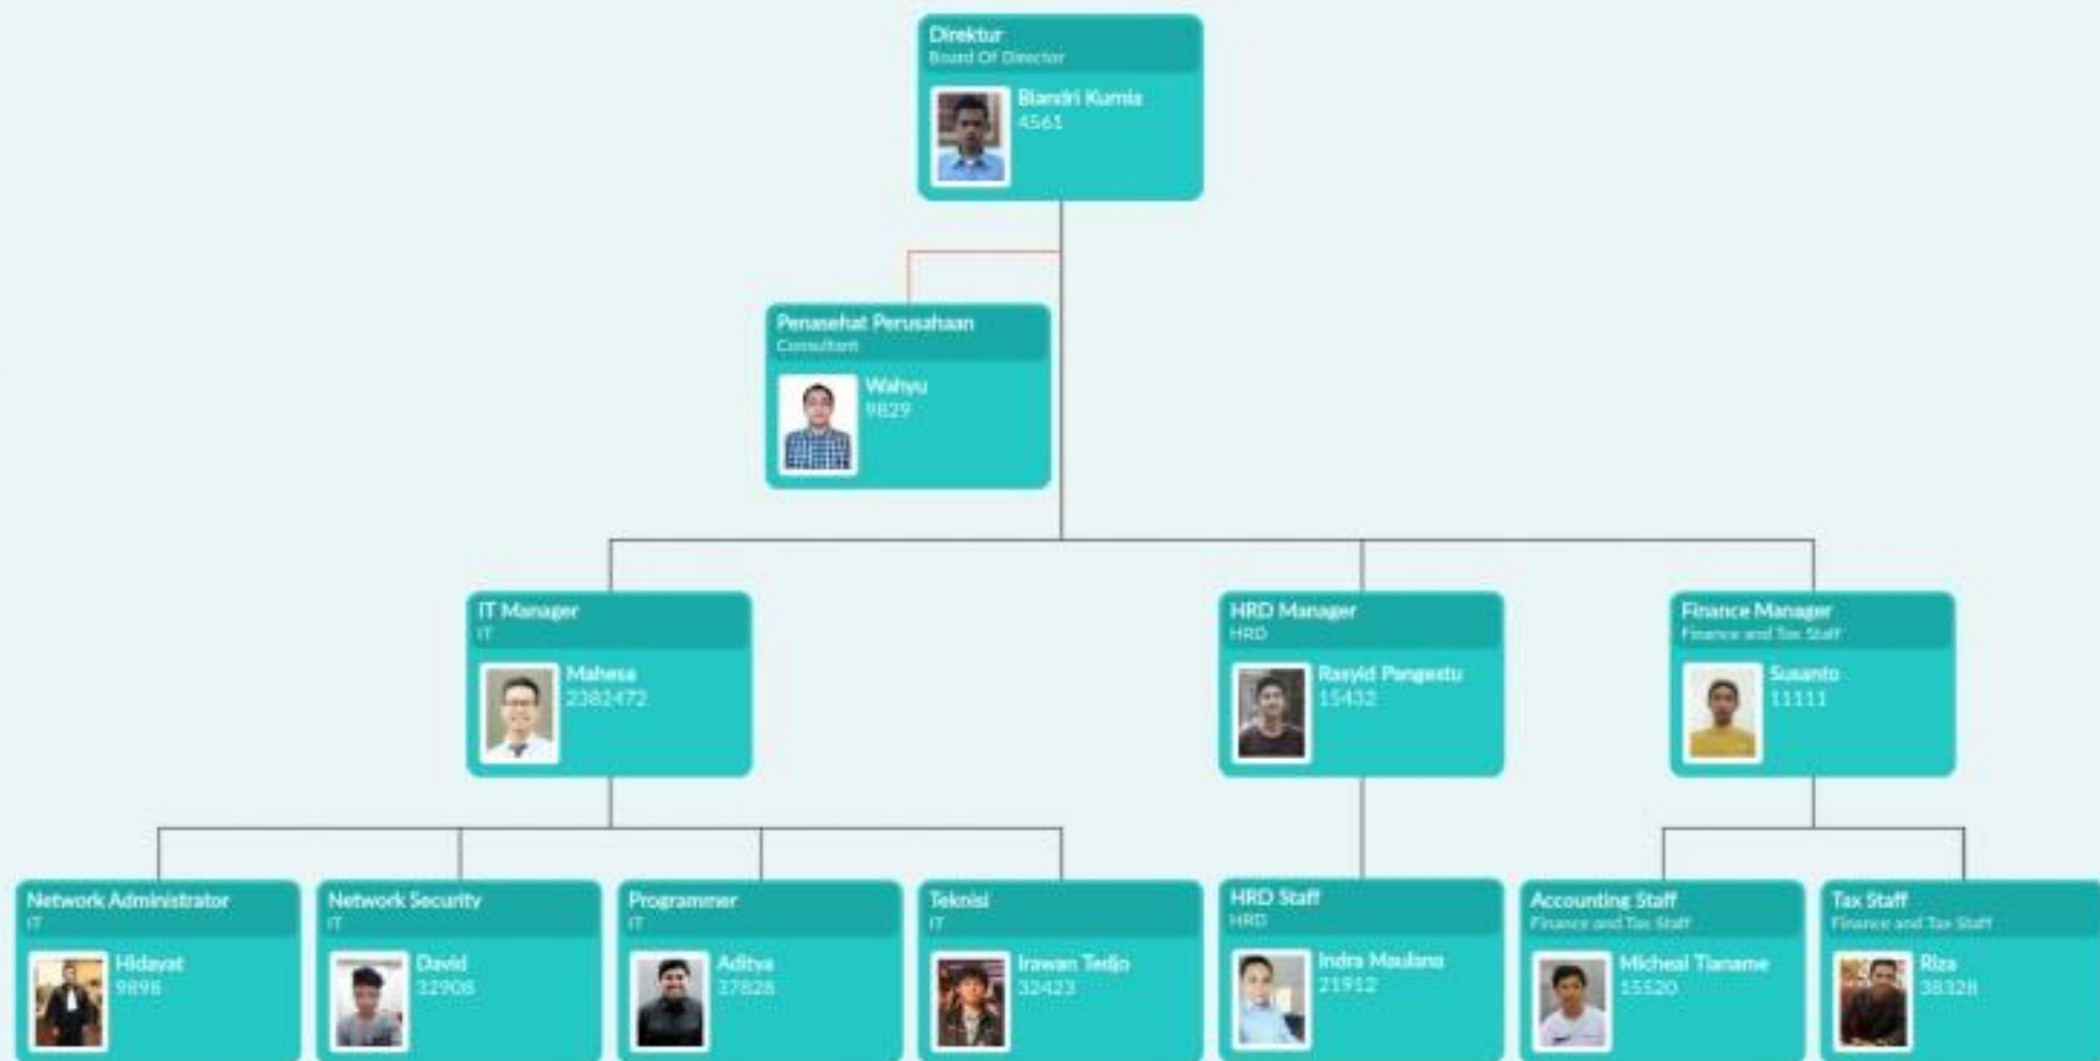 Direktur
Board Of Director
Biandri Kurnia
4561
Penasehat Perusahaan
Consultant
Wahyu
9829
IT Manager
IT
Mahesa
2382472
HRD Manager
HRD
Rasyid Pangestu
15432
Finance Manager
Finance and Tax Staff
Susanto
11111
Network Administrator
IT
Hidayat
9898
Network Security
IT
David
32908
Programmer
IT
Aditya
37828
Teknisi
IT
Irawan Tedjo
32423
HRD Staff
HRD
Indra Maulana
21912
Accounting Staff
Finance and Tax Staff
Micheal Tianame
15520
Tax Staff
Finance and Tax Staff
Riza
38328